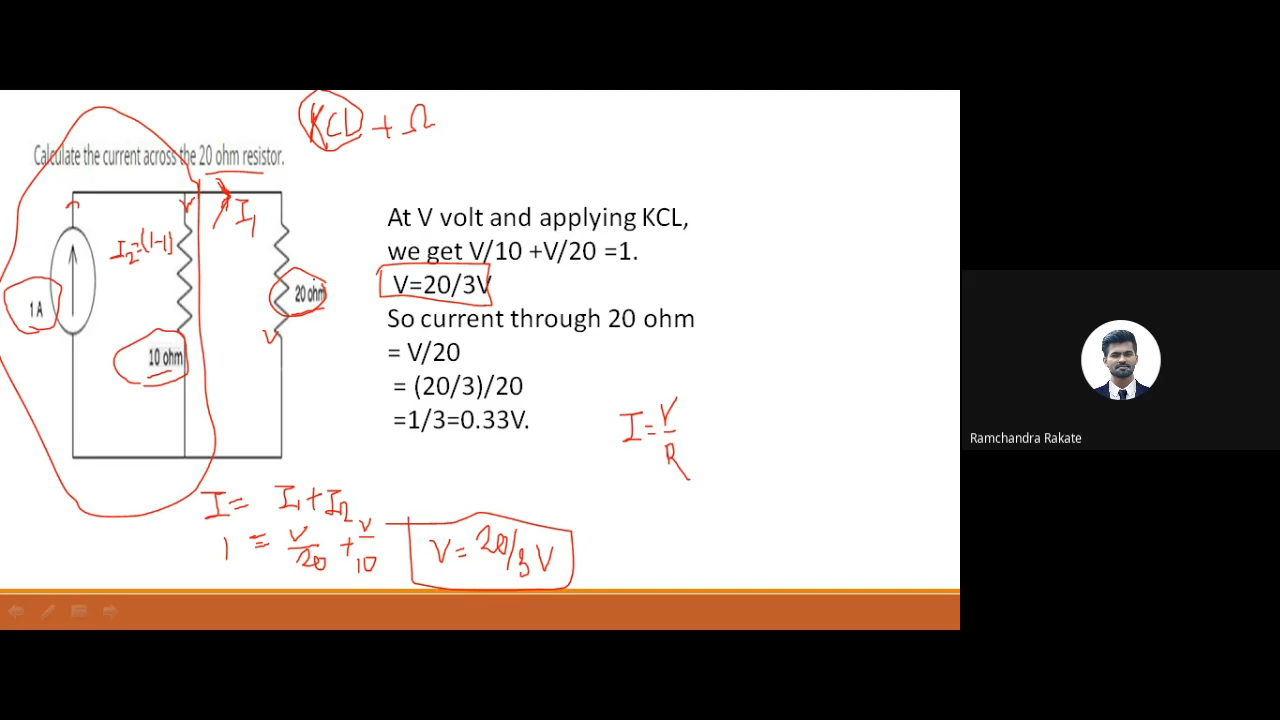 KCL + Ω
Calculate the current across the 20 ohm resistor.
I₁
I₂=(1-1)
1 A
20 ohm
10 ohm
At V volt and applying KCL,
we get V/10 +V/20 =1.
V=20/3V
So current through 20 ohm
= V/20
= (20/3)/20
=1/3=0.33V.
I = V/R
I = I₁ + I₂
1 = V/20 + V/10
V = 20/3 V
Ramchandra Rakate